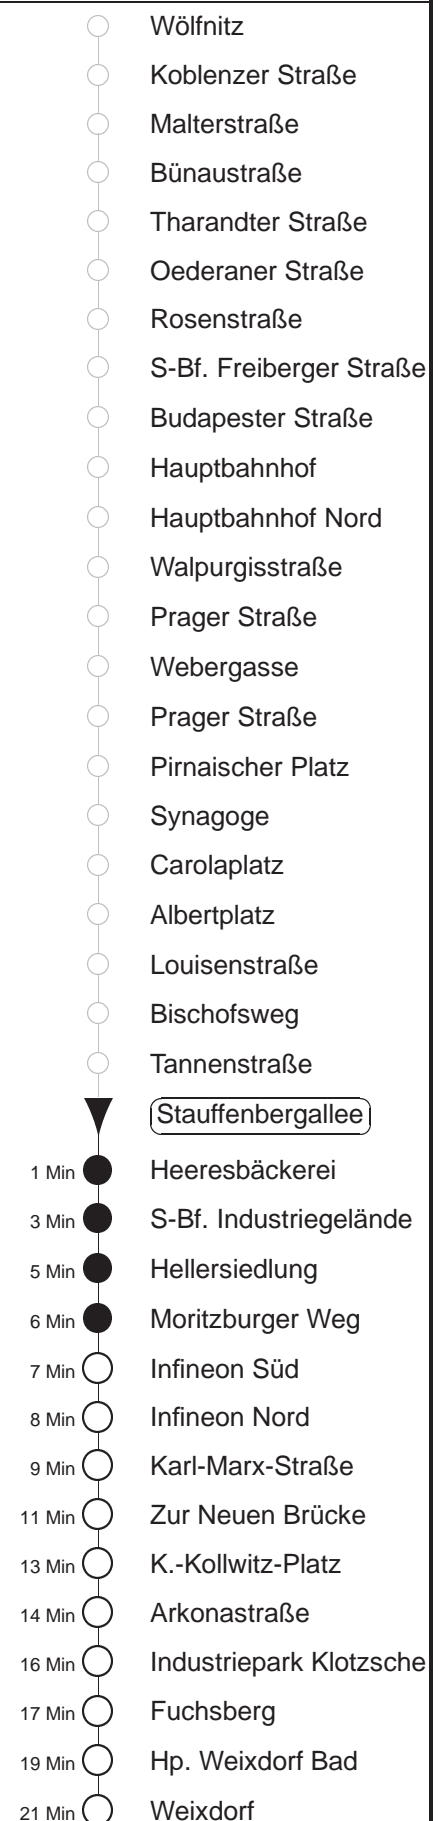 Wölfnitz
Koblenzer Straße
Malterstraße
Bünaustraße
Tharandter Straße
Oederaner Straße
Rosenstraße
S-Bf. Freiberger Straße
Budapester Straße
Hauptbahnhof
Hauptbahnhof Nord
Walpurgisstraße
Prager Straße
Webergasse
Prager Straße
Pirnaischer Platz
Synagoge
Carolaplatz
Albertplatz
Louisenstraße
Bischofsweg
Tannenstraße
Stauffenbergallee
1 Min Heeresbäckerei
3 Min S-Bf. Industriegelände
5 Min Hellersiedlung
6 Min Moritzburger Weg
7 Min Infineon Süd
8 Min Infineon Nord
9 Min Karl-Marx-Straße
11 Min Zur Neuen Brücke
13 Min K.-Kollwitz-Platz
14 Min Arkonastraße
16 Min Industriepark Klotzsche
17 Min Fuchsberg
19 Min Hp. Weixdorf Bad
21 Min Weixdorf